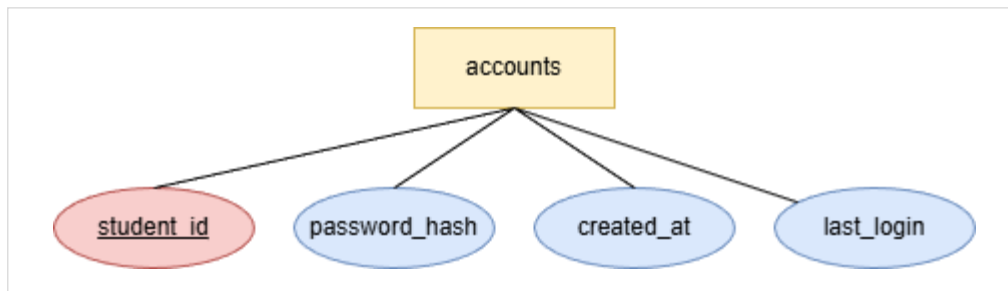 accounts
student_id
password_hash
created_at
last_login